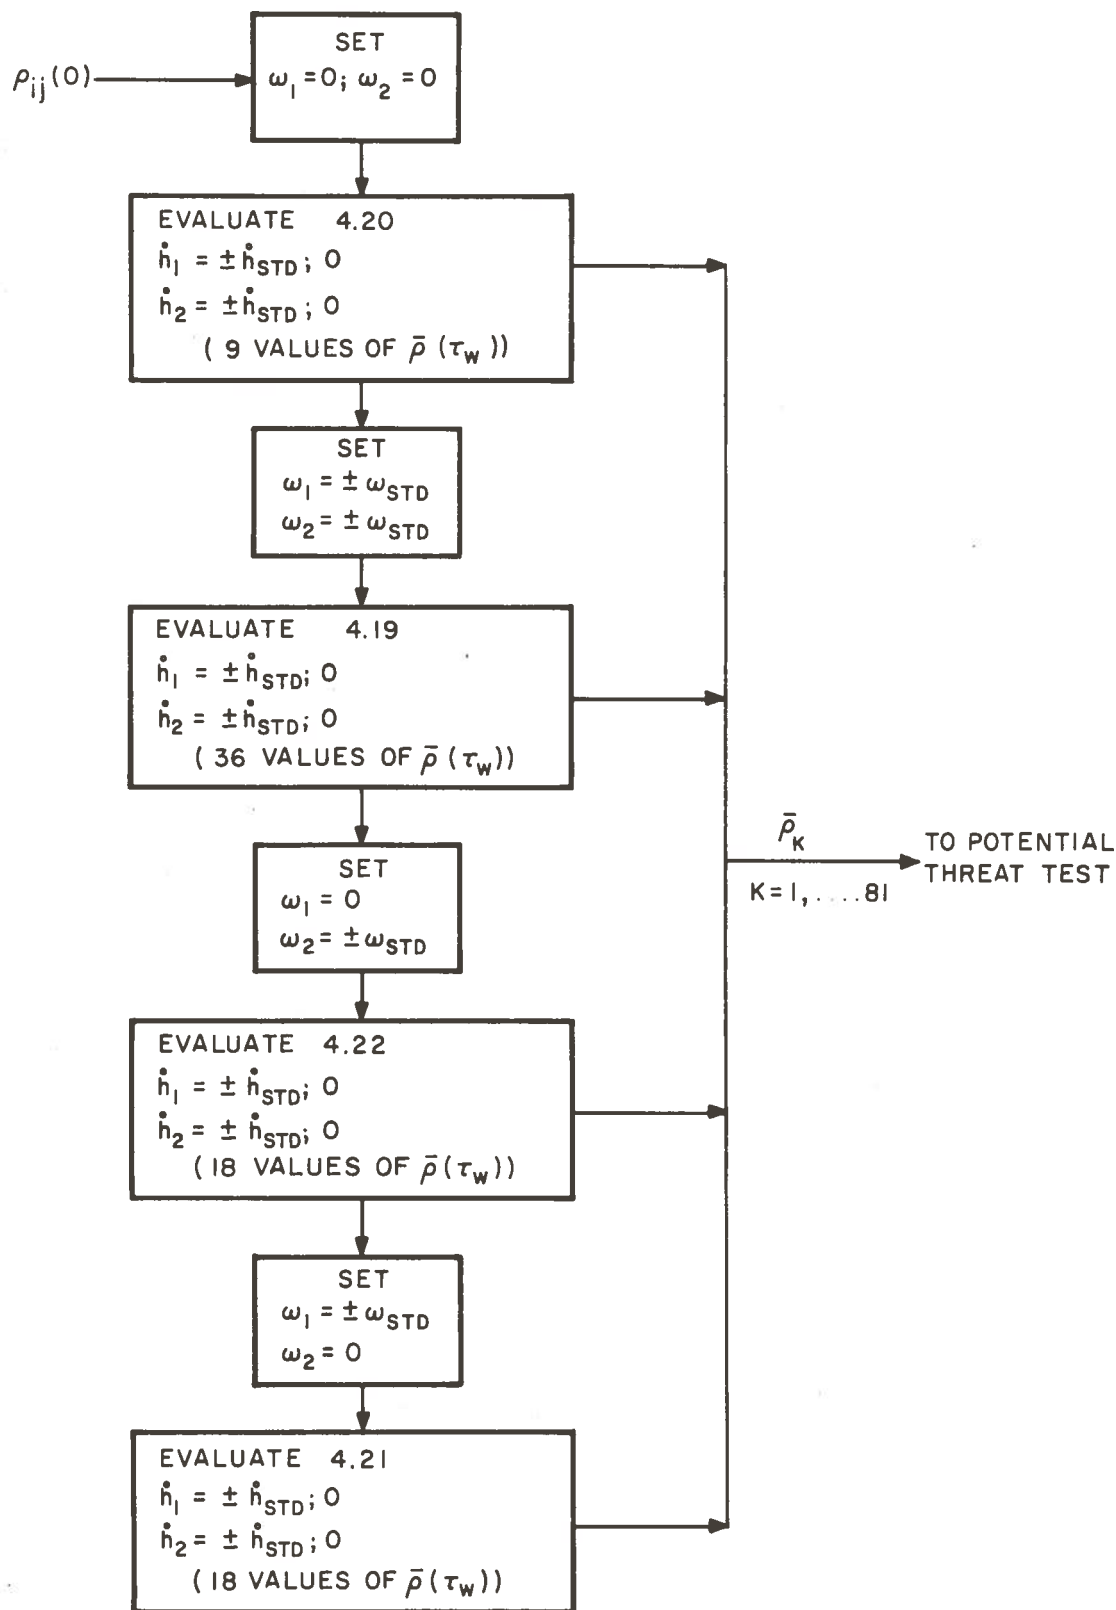 SET
ρij(0)
ω1 = 0; ω2 = 0
EVALUATE 4.20
ḣ1 = ± ḣSTD; 0
ḣ2 = ± ḣSTD; 0
( 9 VALUES OF ρ̄ (τW ))
SET
ω1 = ± ωSTD
ω2 = ± ωSTD
EVALUATE 4.19
ḣ1 = ± ḣSTD; 0
ḣ2 = ± ḣSTD; 0
( 36 VALUES OF ρ̄ (τW))
SET
ω1 = 0
ω2 = ± ωSTD
ρ̄K
K = 1, ....81
TO POTENTIAL
THREAT TEST
EVALUATE 4.22
ḣ1 = ± ḣSTD; 0
ḣ2 = ± ḣSTD; 0
(18 VALUES OF ρ̄ (τW))
SET
ω1 = ± ωSTD
ω2 = 0
EVALUATE 4.21
ḣ1 = ± ḣSTD; 0
ḣ2 = ± ḣSTD; 0
(18 VALUES OF ρ̄ (τW))